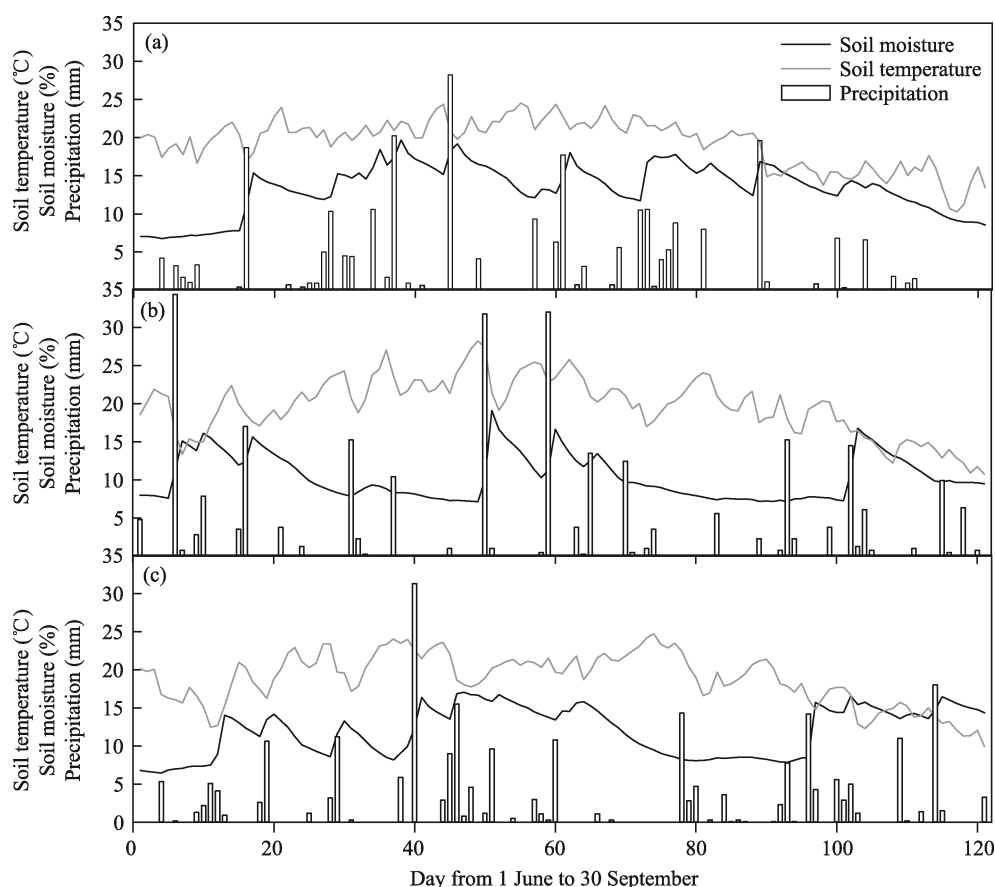 35
(a)
30
25
20
15
10
5
Soil temperature (℃)
Soil moisture (%)
Precipitation (mm)
Soil moisture
Soil temperature
Precipitation
35
(b)
30
25
20
15
10
5
Soil temperature (℃)
Soil moisture (%)
Precipitation (mm)
35
(c)
30
25
20
15
10
5
0
Soil temperature (℃)
Soil moisture (%)
Precipitation (mm)
0 20 40 60 80 100 120
Day from 1 June to 30 September